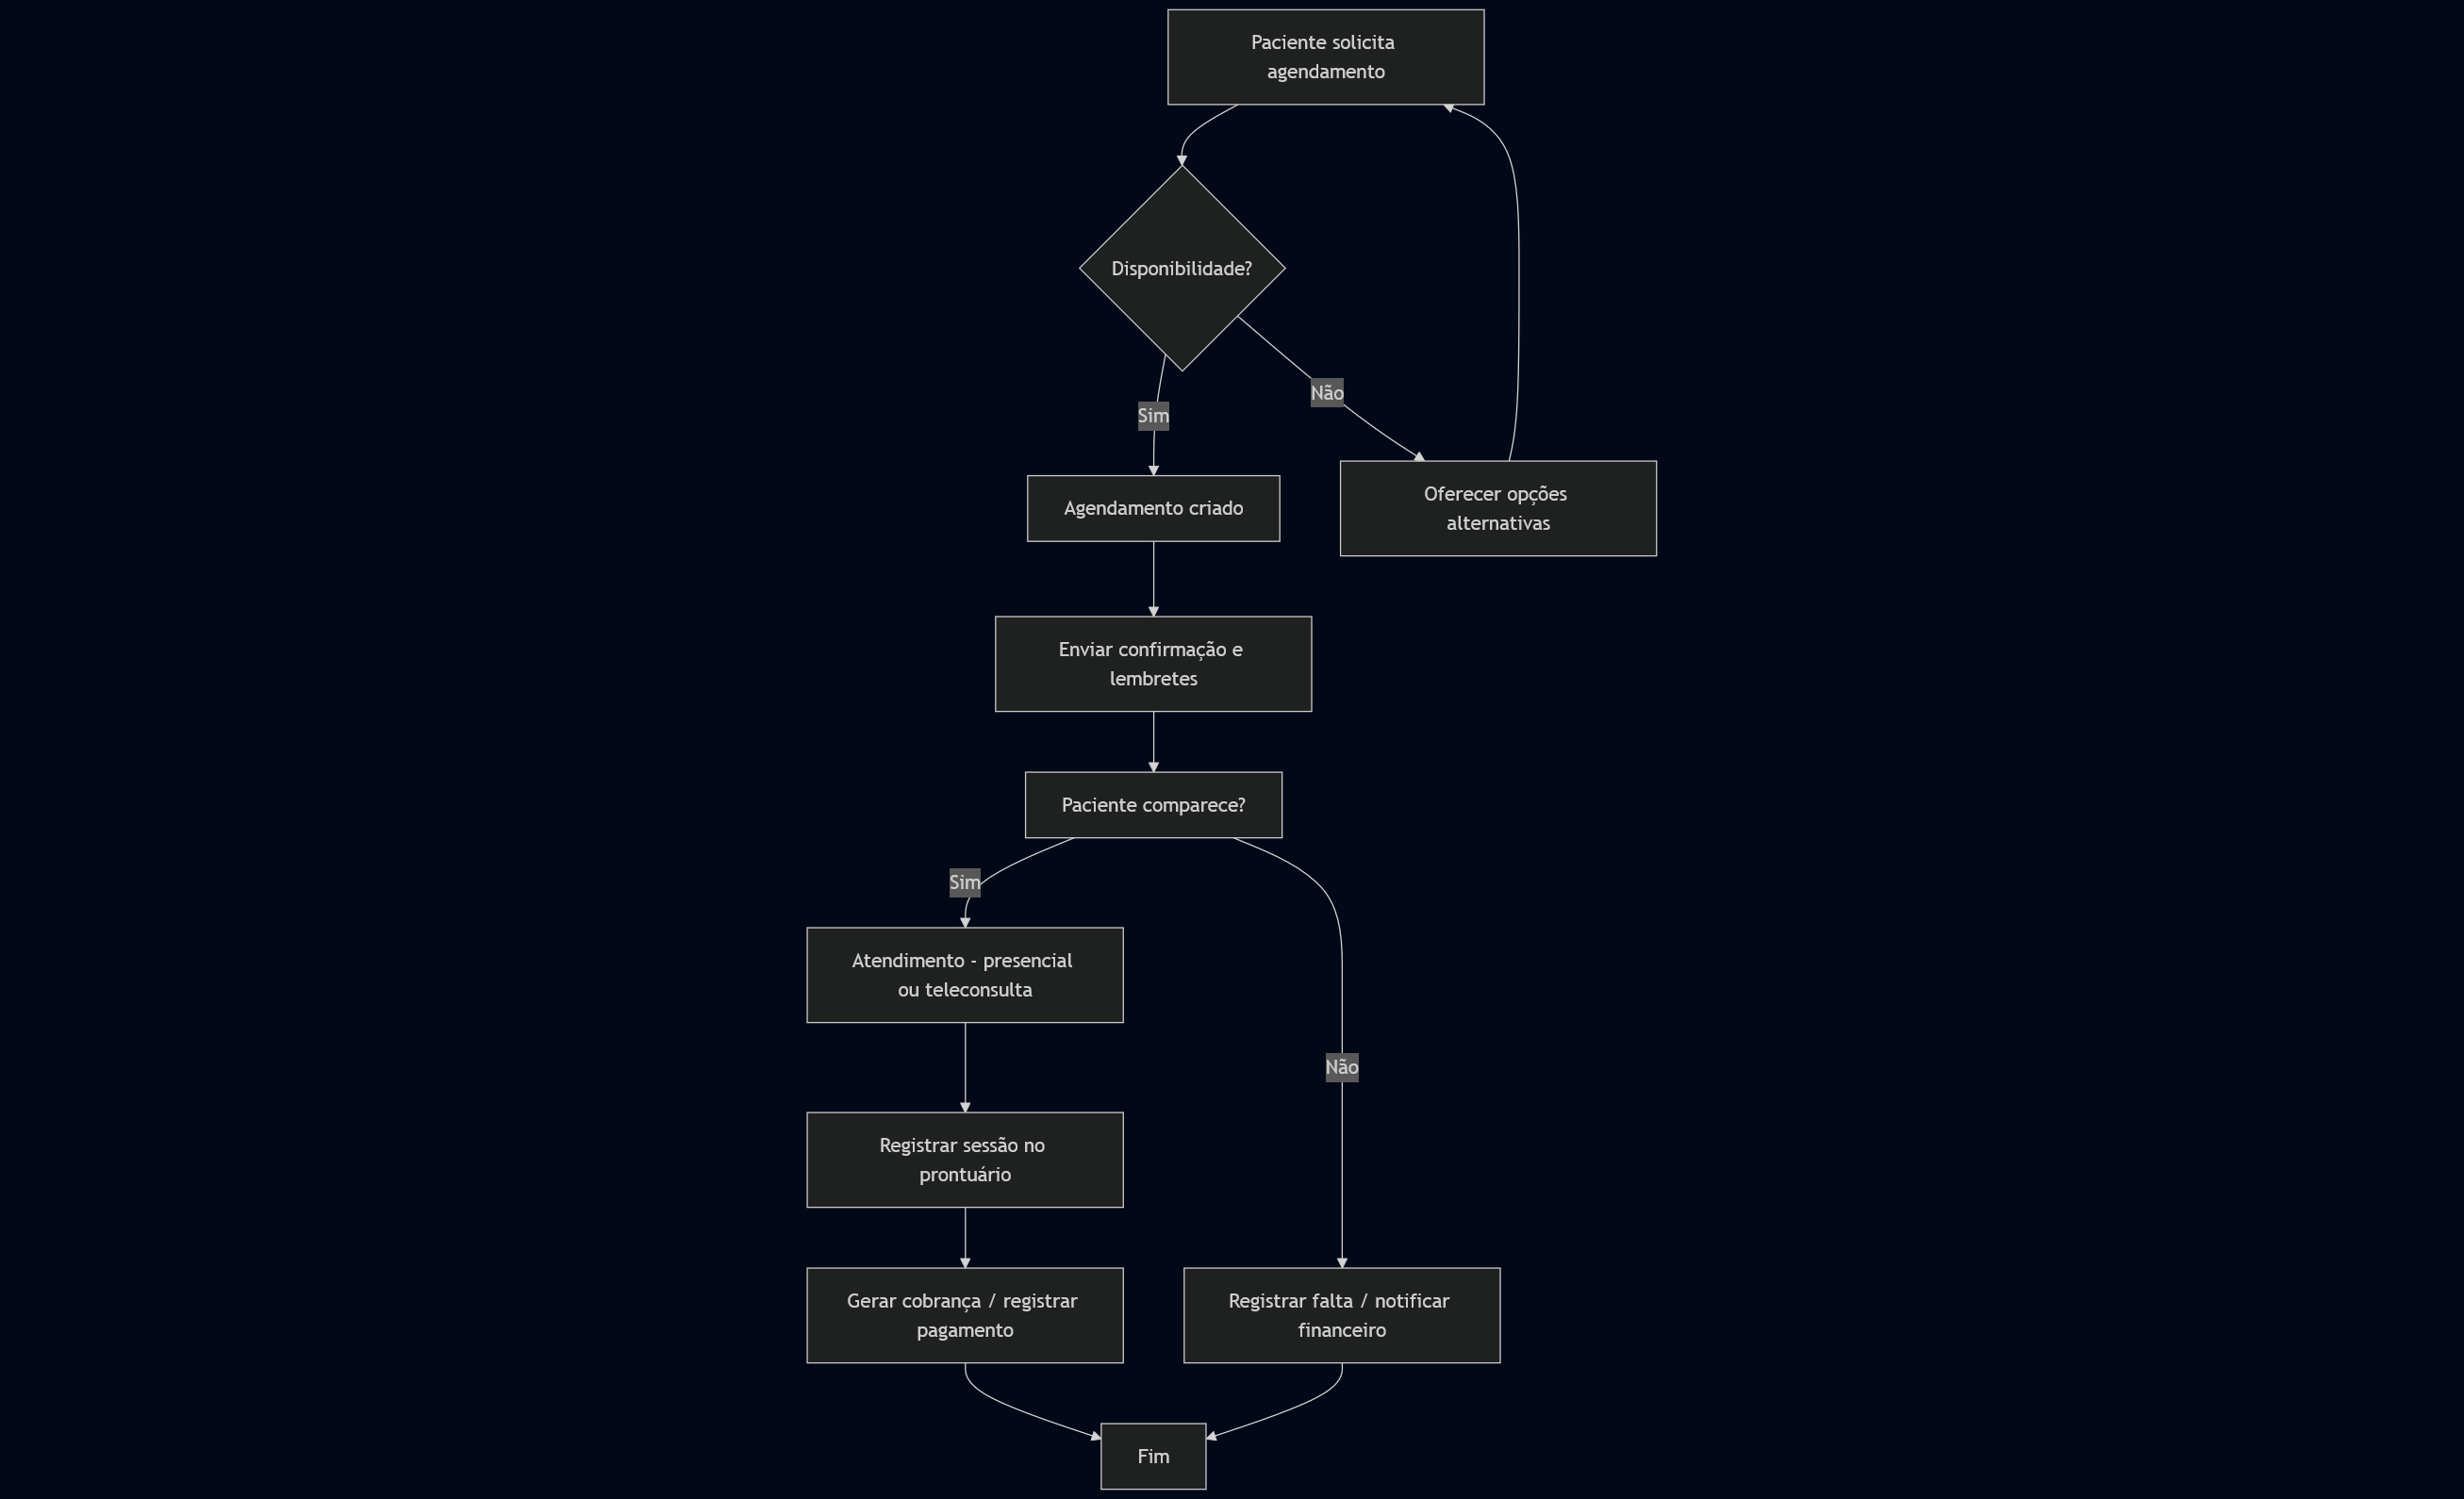 Paciente solicita
agendamento
Disponibilidade?
Não
Sim
Agendamento criado
Oferecer opções
alternativas
Enviar confirmação e
lembretes
Paciente comparece?
Sim
Atendimento - presencial
ou teleconsulta
Não
Registrar sessão no
prontuário
Gerar cobrança / registrar
pagamento
Registrar falta / notificar
financeiro
Fim